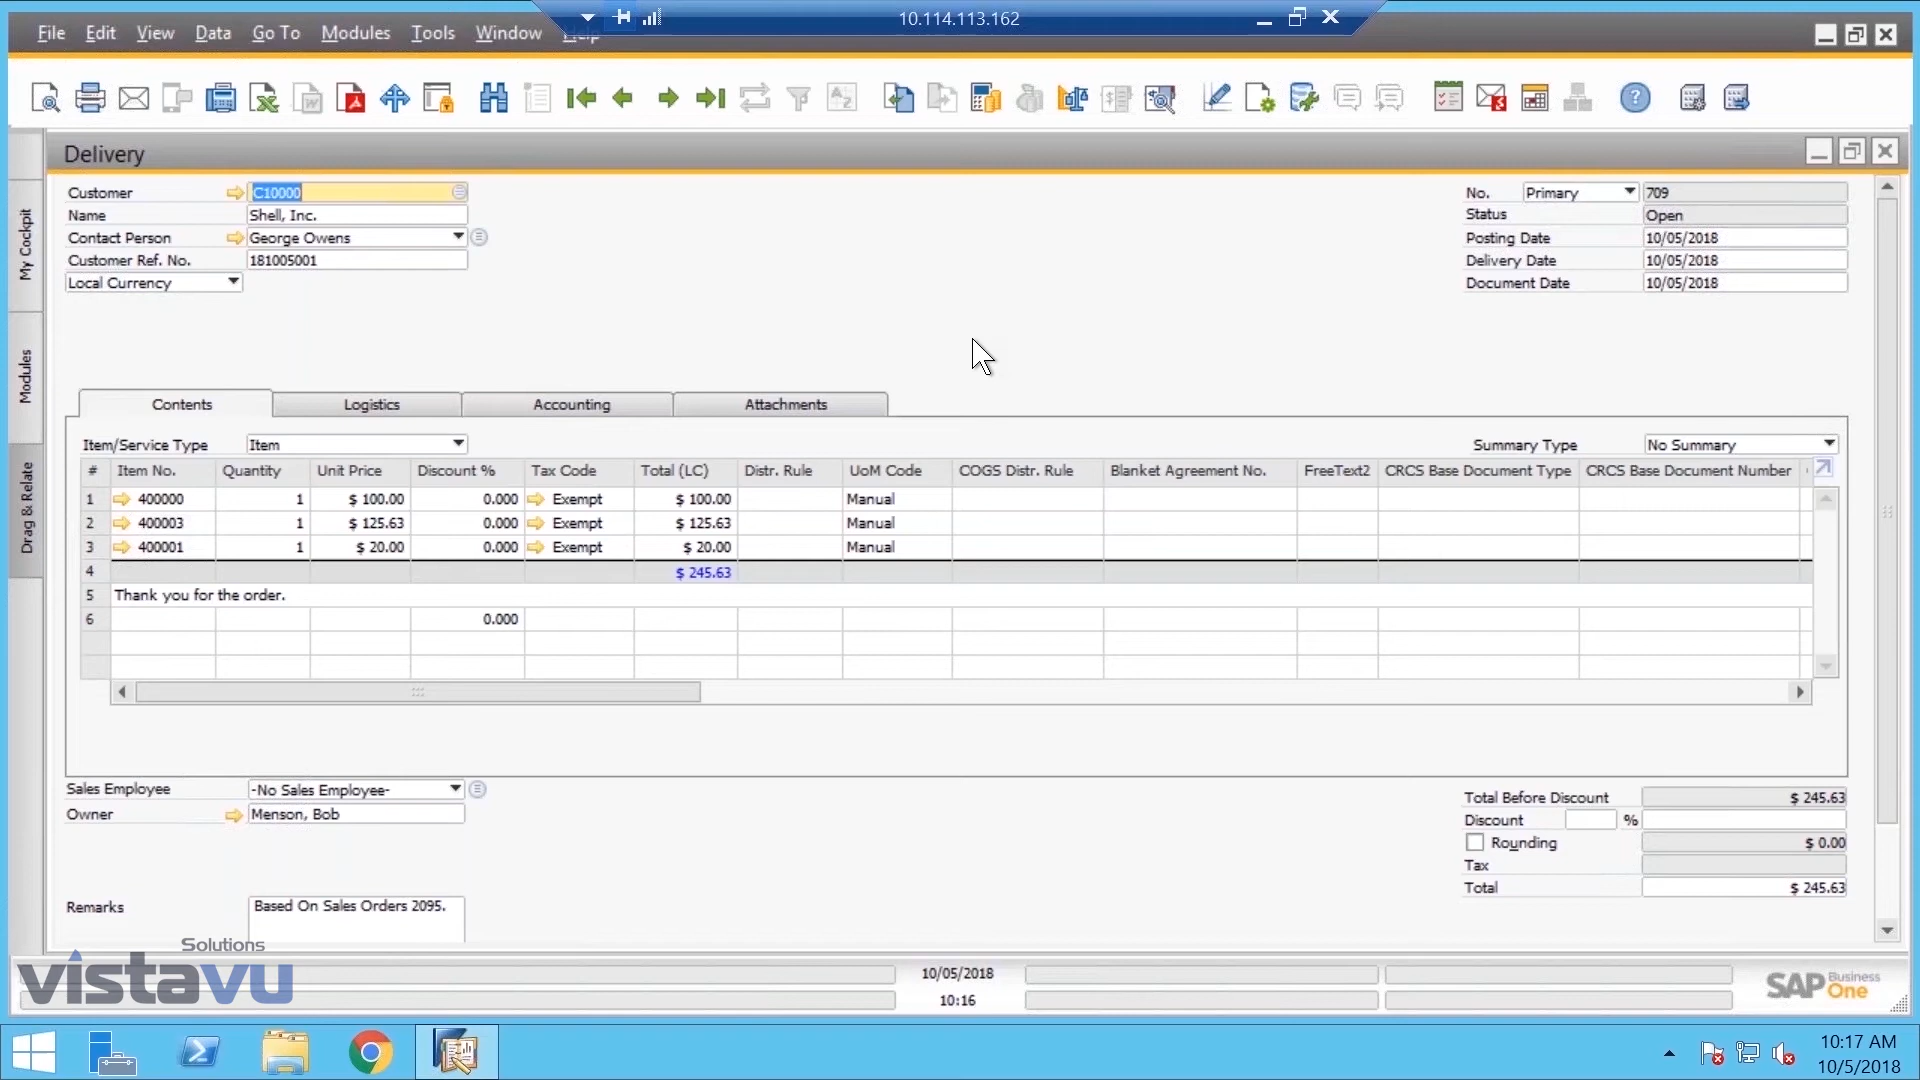 10.114.113.162
File Edit View Data Go To Modules Tools Window Help
Delivery
My Cockpit
Modules
Drag & Relate
Customer C10000
Name Shell, Inc.
Contact Person George Owens
Customer Ref. No. 181005001
Local Currency
No. Primary 709
Status Open
Posting Date 10/05/2018
Delivery Date 10/05/2018
Document Date 10/05/2018
Contents Logistics Accounting Attachments
Item/Service Type Item
Summary Type No Summary
# Item No. Quantity Unit Price Discount % Tax Code Total (LC) Distr. Rule UoM Code COGS Distr. Rule Blanket Agreement No. FreeText2 CRCS Base Document Type CRCS Base Document Number
1 400000 1 $ 100.00 0.000 Exempt $ 100.00 Manual
2 400003 1 $ 125.63 0.000 Exempt $ 125.63 Manual
3 400001 1 $ 20.00 0.000 Exempt $ 20.00 Manual
4 $ 245.63
5 Thank you for the order.
6 0.000
Sales Employee -No Sales Employee-
Owner Menson, Bob
Total Before Discount $ 245.63
Discount %
Rounding $ 0.00
Tax
Total $ 245.63
Remarks Based On Sales Orders 2095.
Solutions
vistavu
10/05/2018
10:16
SAP Business One
10:17 AM
10/5/2018